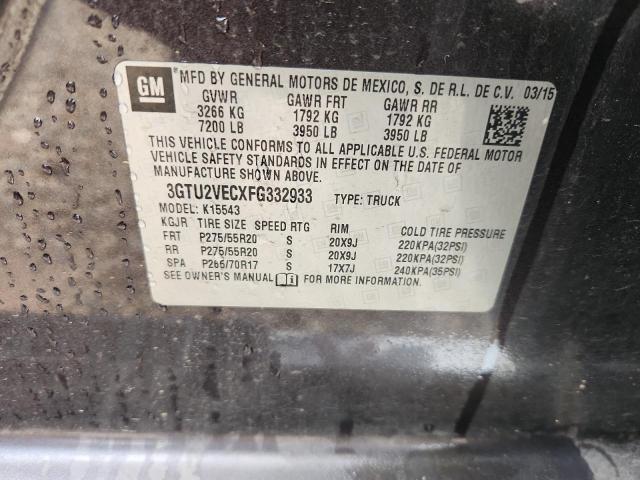 GM
*MFD BY GENERAL MOTORS DE MEXICO, S. DE R.L. DE C.V. 03/15
GVWR GAWR FRT GAWR RR
3266 KG 1792 KG 1792 KG
7200 LB 3950 LB 3950 LB
THIS VEHICLE CONFORMS TO ALL APPLICABLE U.S. FEDERAL MOTOR
VEHICLE SAFETY STANDARDS IN EFFECT ON THE DATE OF
MANUFACTURE SHOWN ABOVE.
3GTU2VECXFG332933 TYPE: TRUCK
MODEL: K15543
KGJR TIRE SIZE SPEED RTG RIM COLD TIRE PRESSURE
FRT P275/55R20 S 20X9J 220KPA(32PSI)
RR P275/55R20 S 20X9J 220KPA(32PSI)
SPA P265/70R17 S 17X7J 240KPA(35PSI)
SEE OWNER'S MANUAL FOR MORE INFORMATION.